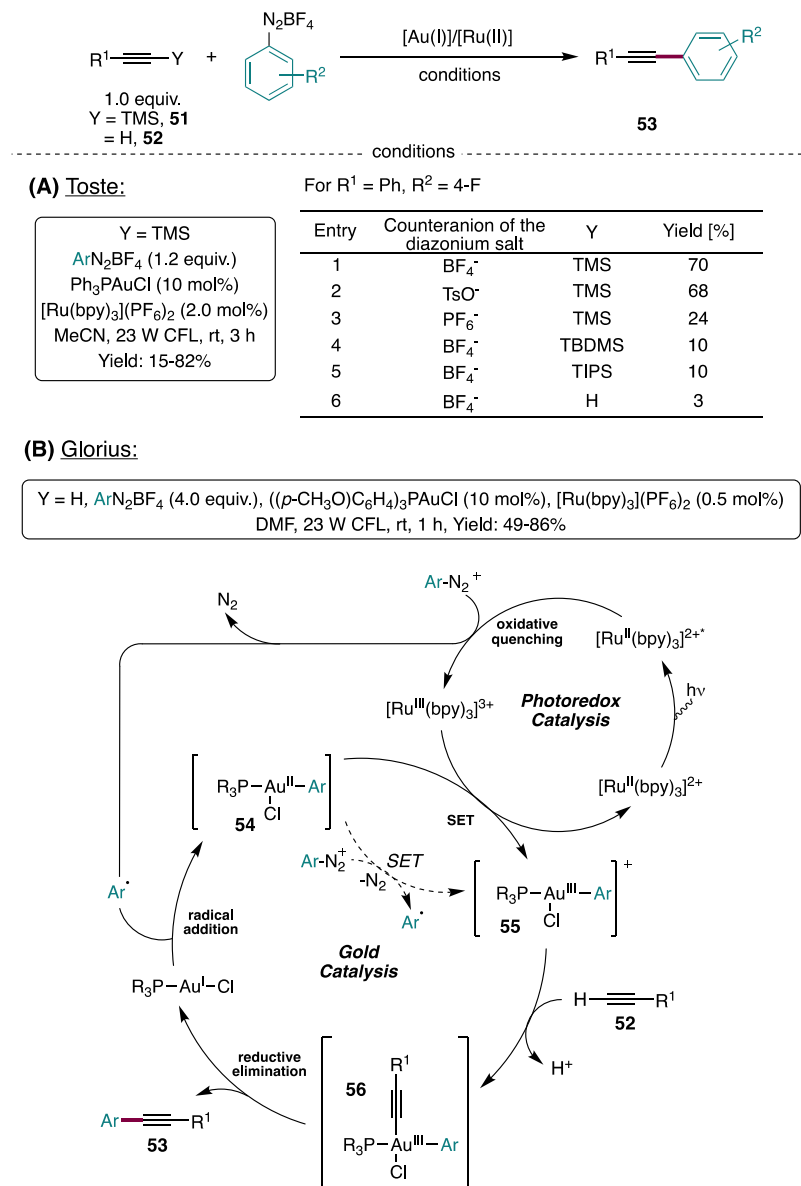 N₂BF₄
R¹ Y + R² [Au(I)]/[Ru(II)] R¹ R²
conditions
1.0 equiv.
Y = TMS, 51
= H, 52
53
conditions
(A) Toste:
Y = TMS
ArN₂BF₄ (1.2 equiv.)
Ph₃PAuCl (10 mol%)
[Ru(bpy)₃](PF₆)₂ (2.0 mol%)
MeCN, 23 W CFL, rt, 3 h
Yield: 15-82%
For R¹ = Ph, R² = 4-F
Entry Counteranion of the diazonium salt Y Yield [%]
1 BF₄⁻ TMS 70
2 TsO⁻ TMS 68
3 PF₆⁻ TMS 24
4 BF₄⁻ TBDMS 10
5 BF₄⁻ TIPS 10
6 BF₄⁻ H 3
(B) Glorius:
Y = H, ArN₂BF₄ (4.0 equiv.), ((p-CH₃O)C₆H₄)₃PAuCl (10 mol%), [Ru(bpy)₃](PF₆)₂ (0.5 mol%)
DMF, 23 W CFL, rt, 1 h, Yield: 49-86%
Ar-N₂⁺
N₂
oxidative
quenching
[Ruᴵᴵ(bpy)₃]²⁺*
[Ruᴵᴵᴵ(bpy)₃]³⁺
Photoredox
Catalysis
hν
[Ruᴵᴵ(bpy)₃]²⁺
R₃P Auᴵᴵ Ar
Cl
54
SET
Ar-N₂⁺
SET
-N₂
Ar•
R₃P Auᴵᴵᴵ Ar +
Cl
55
Ar•
radical
addition
Gold
Catalysis
R₃P Auᴵ Cl
H R¹
52
H⁺
reductive
elimination
Ar R¹
53
R¹
56
R₃P Auᴵᴵᴵ Ar
Cl